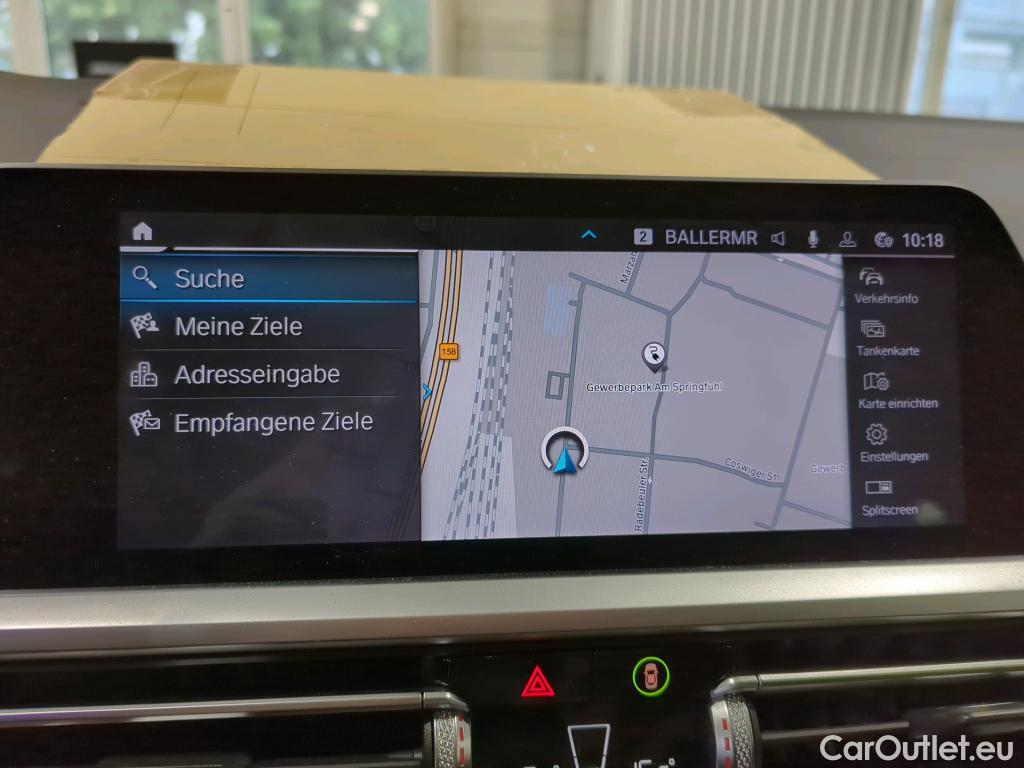 2 BALLERMR 10:18
Suche
Meine Ziele
Adresseingabe
Empfangene Ziele
158
Gewerbepark Am Springfuhl
Coswiger Str.
Radebeuler Str.
Verkehrsinfo
Tankenkarte
Karte einrichten
Einstellungen
Splitscreen
CarOutlet.eu